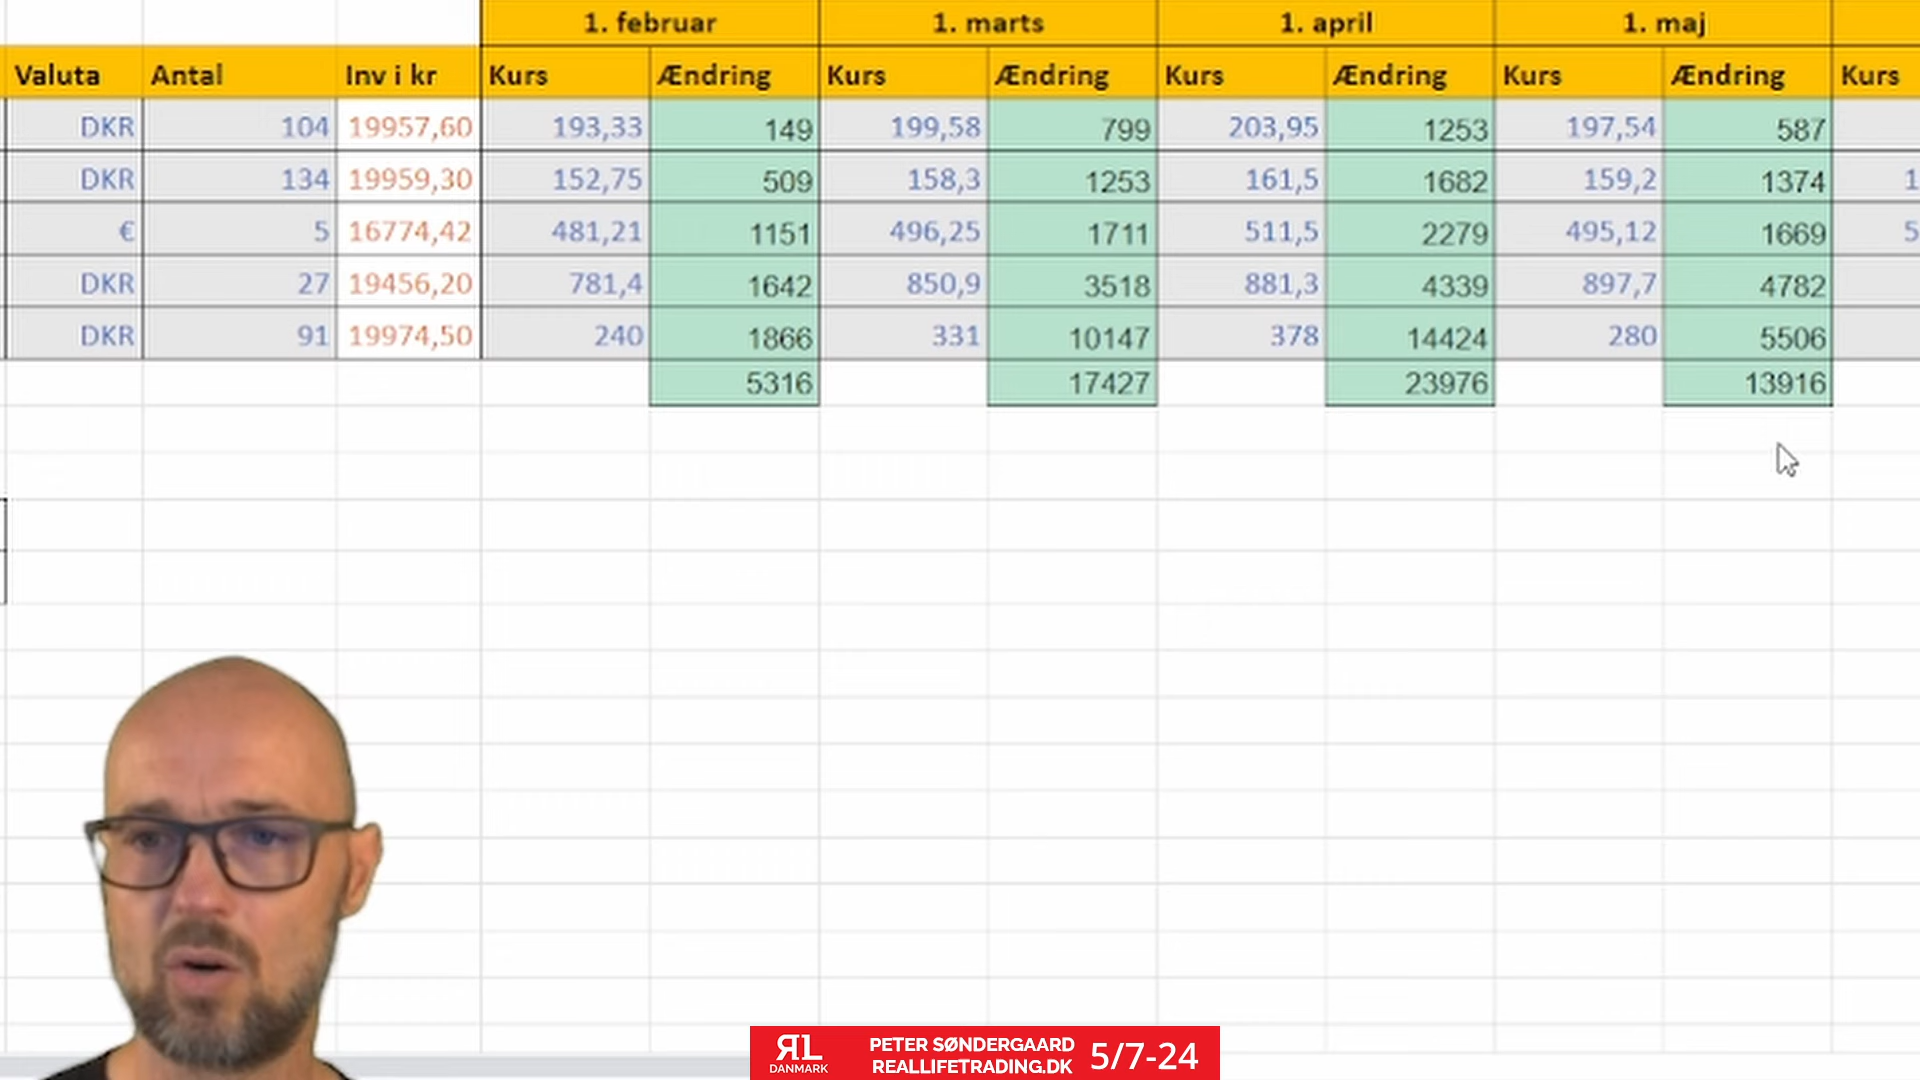 1. februar 1. marts 1. april 1. maj
Valuta Antal Inv i kr Kurs Ændring Kurs Ændring Kurs Ændring Kurs Ændring Kurs
DKR 104 19957,60 193,33 149 199,58 799 203,95 1253 197,54 587
DKR 134 19959,30 152,75 509 158,3 1253 161,5 1682 159,2 1374 1
€ 5 16774,42 481,21 1151 496,25 1711 511,5 2279 495,12 1669 5
DKR 27 19456,20 781,4 1642 850,9 3518 881,3 4339 897,7 4782
DKR 91 19974,50 240 1866 331 10147 378 14424 280 5506
5316 17427 23976 13916
RL
DANMARK
PETER SØNDERGAARD
REALLIFETRADING.DK
5/7-24